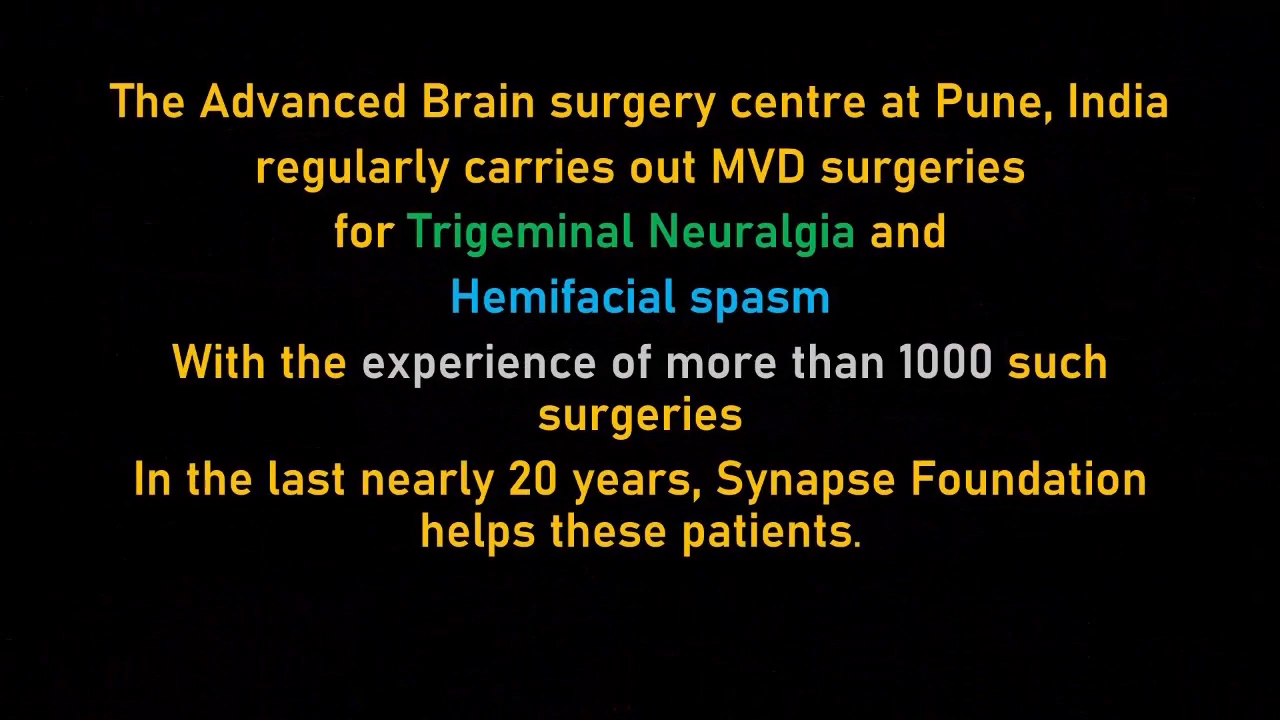 The Advanced Brain surgery centre at Pune, India
regularly carries out MVD surgeries
for Trigeminal Neuralgia and
Hemifacial spasm
With the experience of more than 1000 such
surgeries
In the last nearly 20 years, Synapse Foundation
helps these patients.